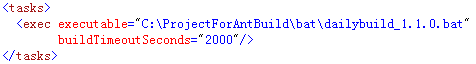 <tasks>
<exec executable="C:\ProjectForAntBuild\bat\dailybuild_1.1.0.bat"
buildTimeoutSeconds="2000"/>
</tasks>